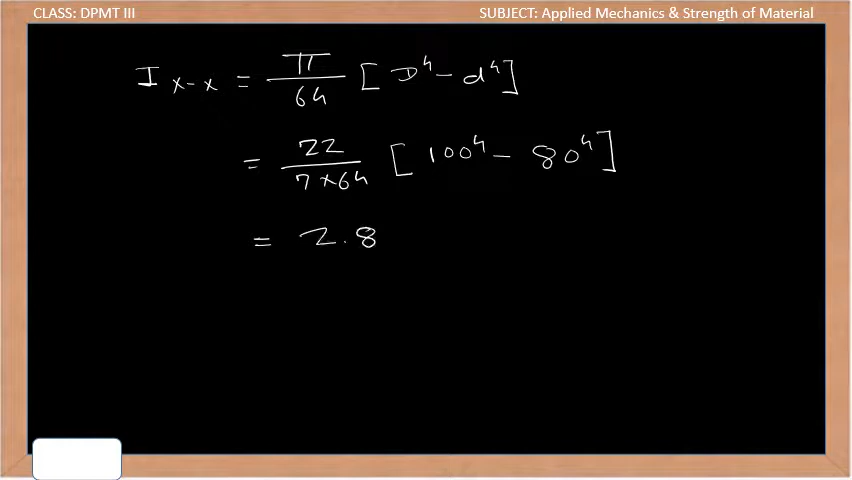 CLASS: DPMT III
SUBJECT: Applied Mechanics & Strength of Material
I x-x = π/64 [D⁴ - d⁴]
= 22/7×64 [100⁴ - 80⁴]
= 2.8